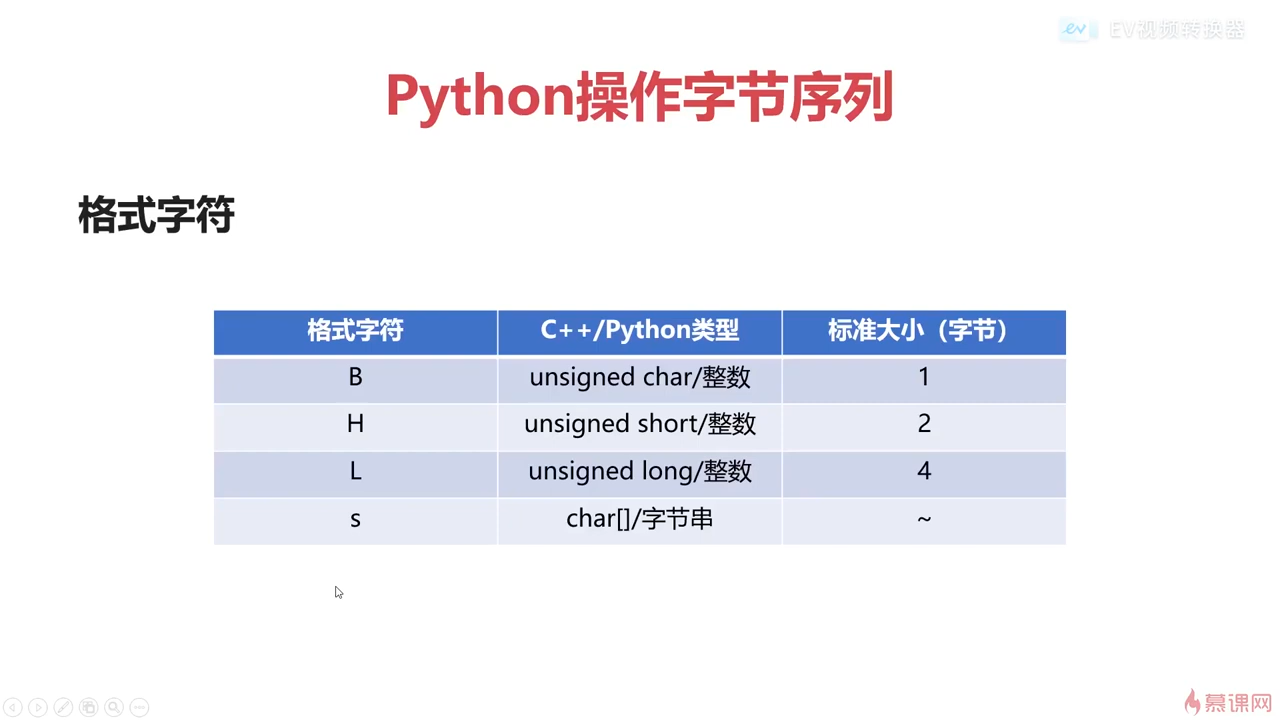 EV视频转换器
Python操作字节序列
格式字符
格式字符 C++/Python类型 标准大小（字节）
B unsigned char/整数 1
H unsigned short/整数 2
L unsigned long/整数 4
s char[]/字节串 ~
慕课网